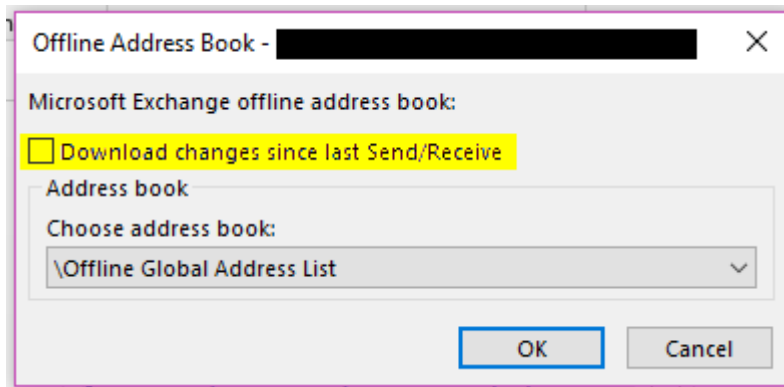 Offline Address Book -
Microsoft Exchange offline address book:
Download changes since last Send/Receive
Address book
Choose address book:
\Offline Global Address List
OK Cancel